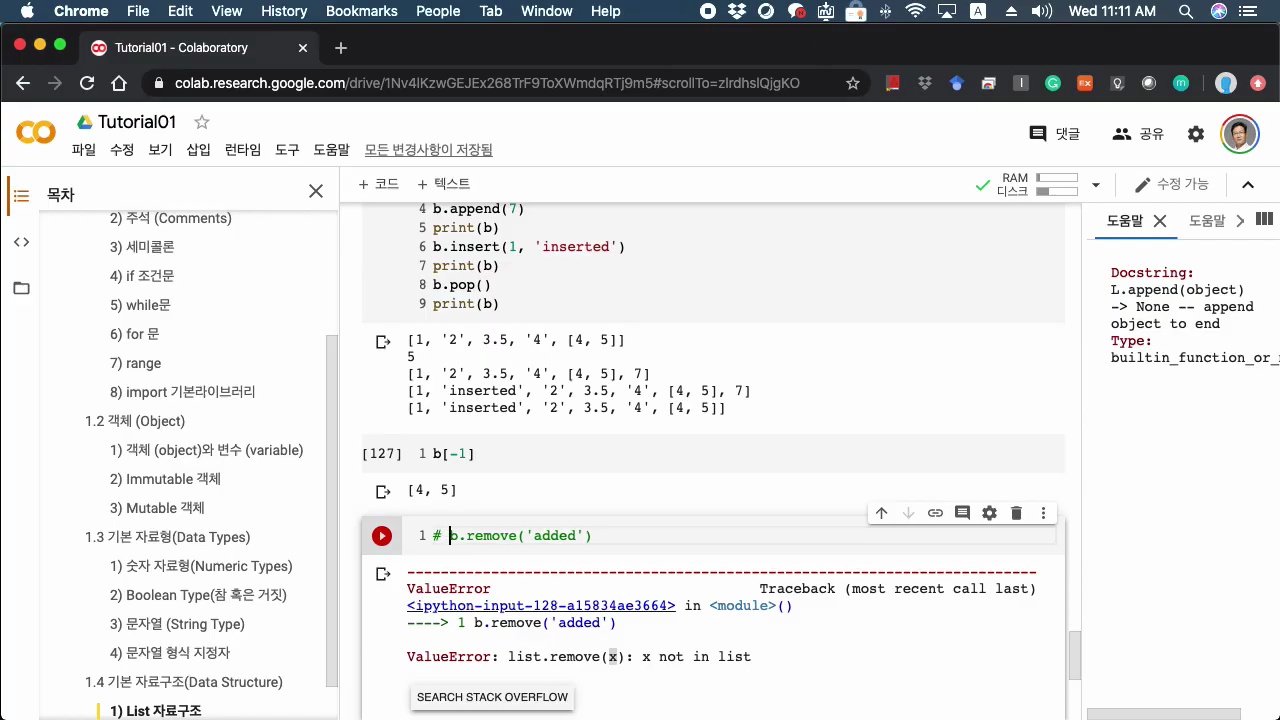 Chrome File Edit View History Bookmarks People Tab Window Help A Wed 11:11 AM
Tutorial01 - Colaboratory
colab.research.google.com/drive/1Nv4lKzwGEJEx268TrF9ToXWmdqRTj9m5#scrollTo=zlrdhslQjgKO
Tutorial01
파일 수정 보기 삽입 런타임 도구 도움말 모든 변경사항이 저장됨
댓글 공유
목차
+ 코드 + 텍스트
RAM
디스크
수정 가능
2) 주석 (Comments)
3) 세미콜론
4) if 조건문
5) while문
6) for 문
7) range
8) import 기본라이브러리
1.2 객체 (Object)
1) 객체 (object)와 변수 (variable)
2) Immutable 객체
3) Mutable 객체
1.3 기본 자료형(Data Types)
1) 숫자 자료형(Numeric Types)
2) Boolean Type(참 혹은 거짓)
3) 문자열 (String Type)
4) 문자열 형식 지정자
1.4 기본 자료구조(Data Structure)
1) List 자료구조
4 b.append(7)
5 print(b)
6 b.insert(1, 'inserted')
7 print(b)
8 b.pop()
9 print(b)
[1, '2', 3.5, '4', [4, 5]]
5
[1, '2', 3.5, '4', [4, 5], 7]
[1, 'inserted', '2', 3.5, '4', [4, 5], 7]
[1, 'inserted', '2', 3.5, '4', [4, 5]]
[127] 1 b[-1]
[4, 5]
1 # b.remove('added')
---------------------------------------------------------------------------
ValueError Traceback (most recent call last)
<ipython-input-128-a15834ae3664> in <module>()
----> 1 b.remove('added')
ValueError: list.remove(x): x not in list
SEARCH STACK OVERFLOW
도움말 도움말
Docstring:
L.append(object)
-> None -- append
object to end
Type:
builtin_function_or_